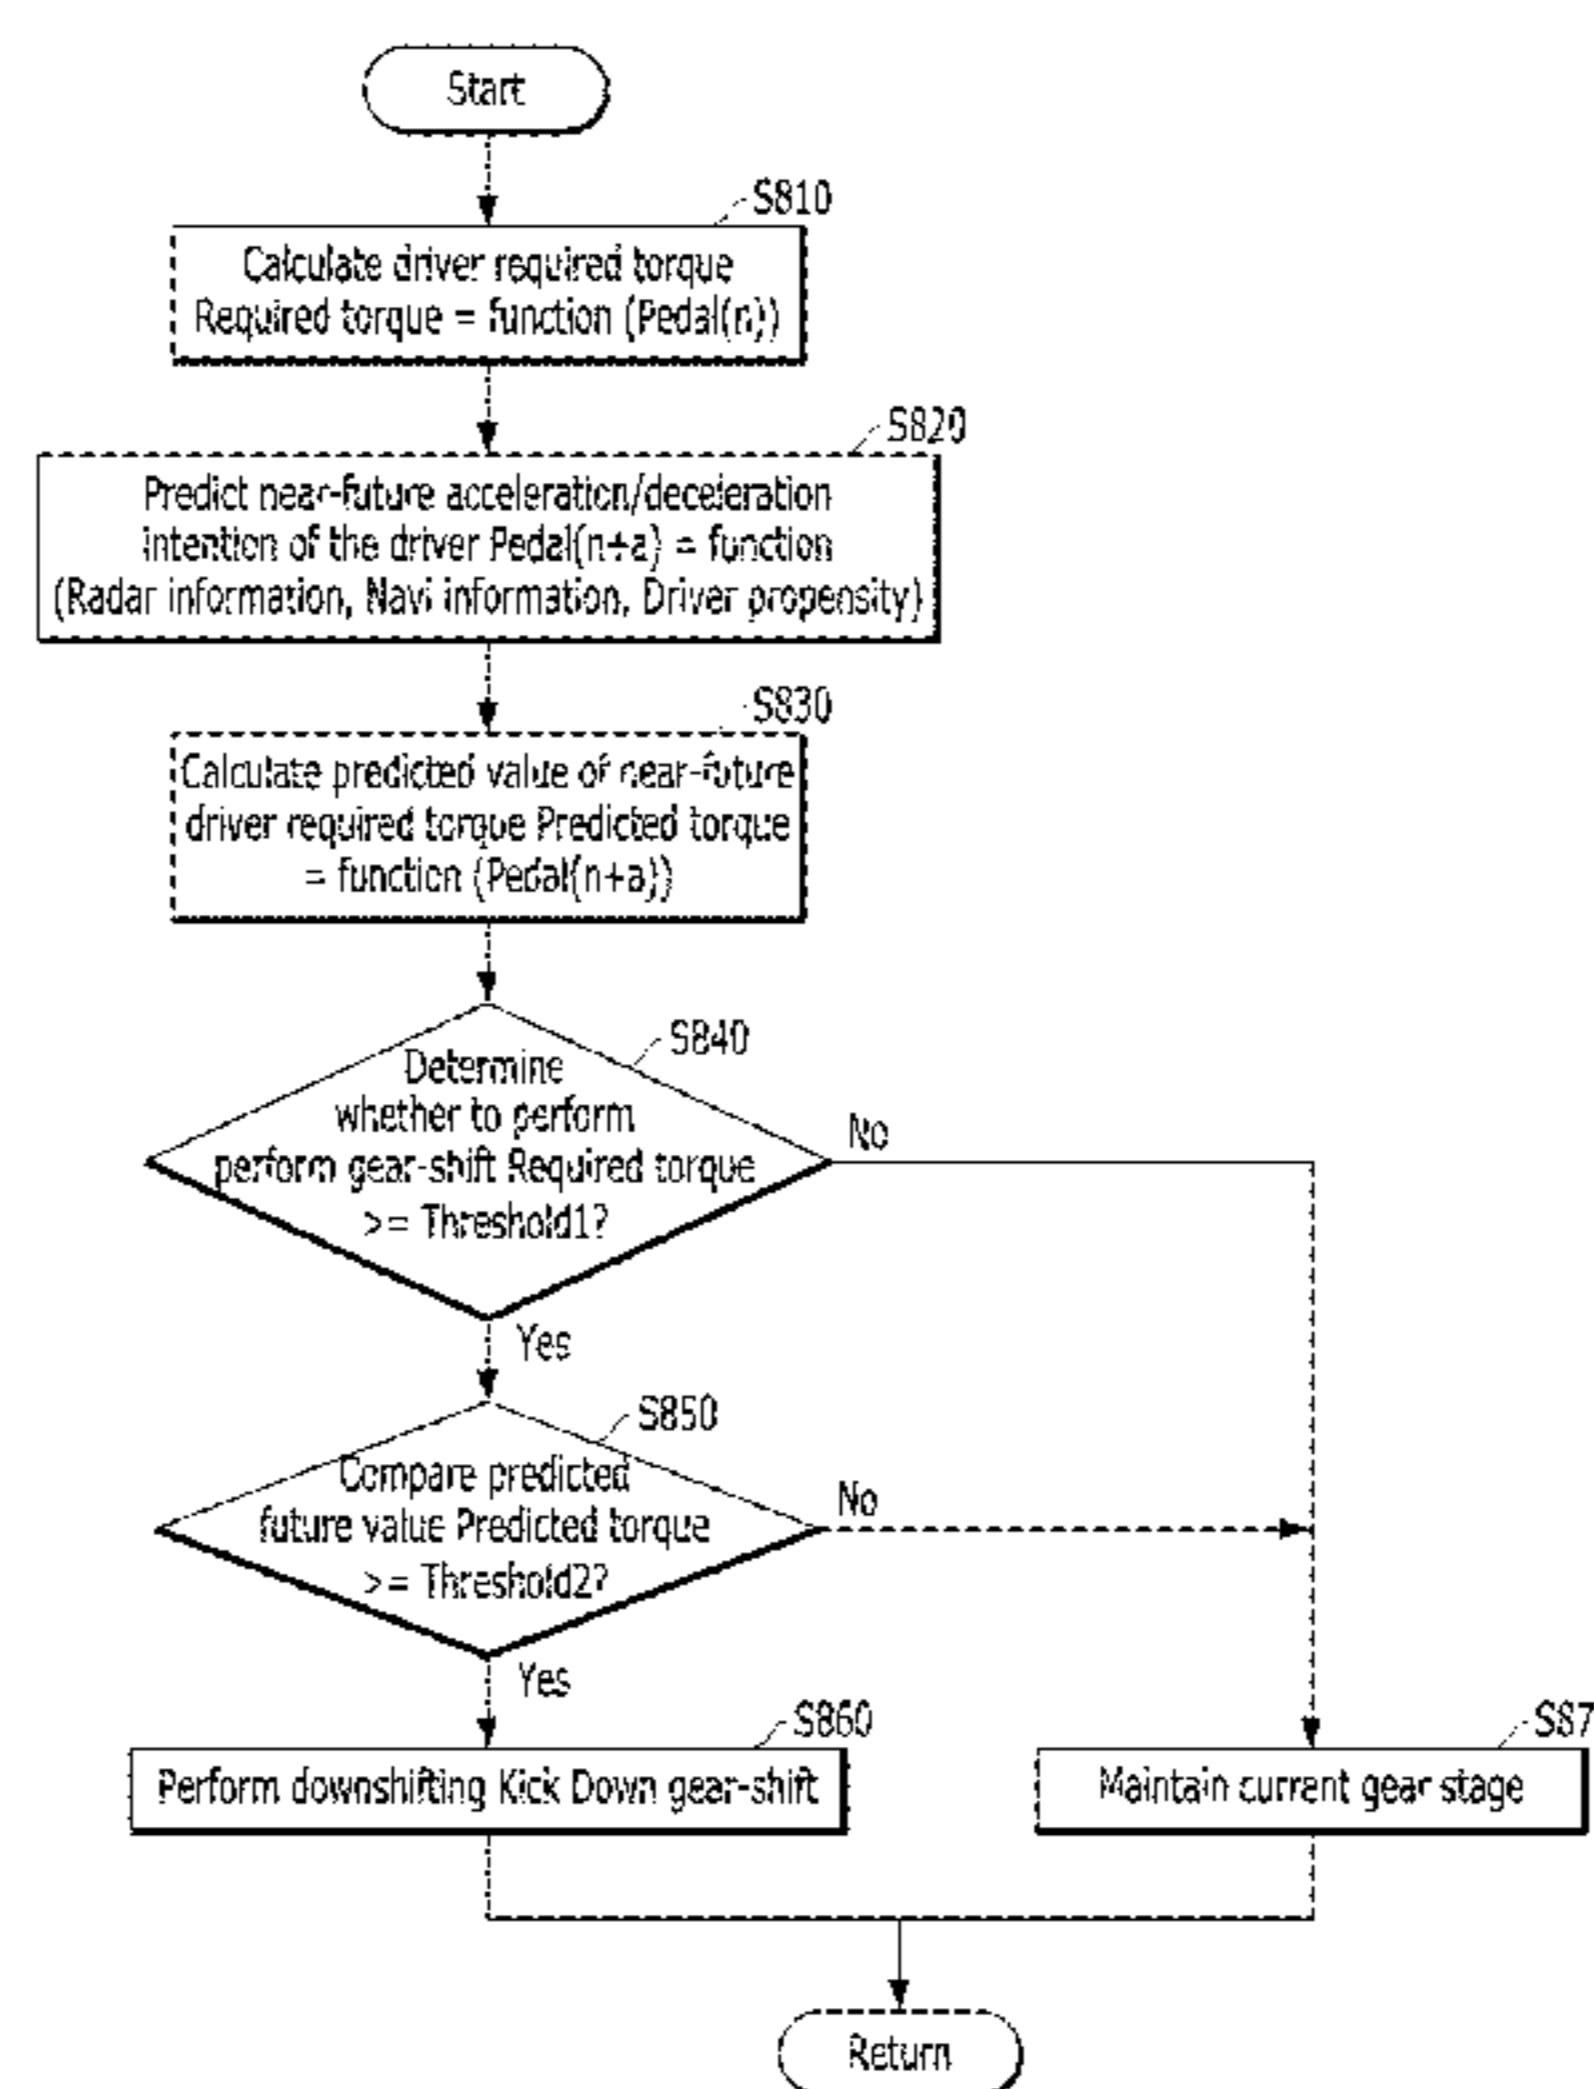 Start
S810
Calculate driver required torque
Required torque = function (Pedal(n))
S820
Predict near-future acceleration/deceleration
intention of the driver Pedal(n+a) = function
(Radar information, Navi information, Driver propensity)
S830
Calculate predicted value of near-future
driver required torque Predicted torque
= function (Pedal(n+a))
S840
Determine
whether to perform
perform gear-shift Required torque
>= Threshold1?
No
Yes
S850
Compare predicted
future value Predicted torque
>= Threshold2?
No
Yes
S860
Perform downshifting Kick Down gear-shift
S87
Maintain current gear stage
Return